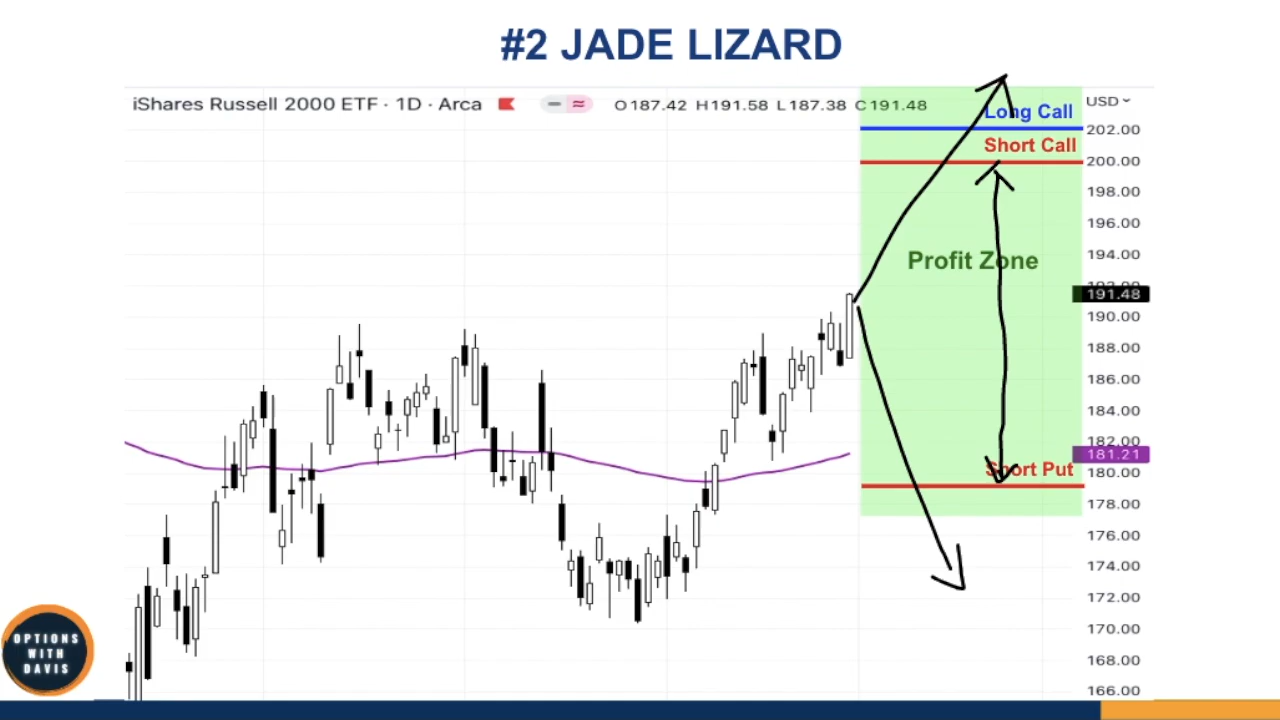 #2 JADE LIZARD
iShares Russell 2000 ETF · 1D · Arca O187.42 H191.58 L187.38 C191.48
USD
Long Call
202.00
Short Call
200.00
198.00
196.00
194.00
Profit Zone
192.00
191.48
190.00
188.00
186.00
184.00
182.00
181.21
Short Put
180.00
178.00
176.00
174.00
172.00
170.00
168.00
166.00
OPTIONS
WITH
DAVIS